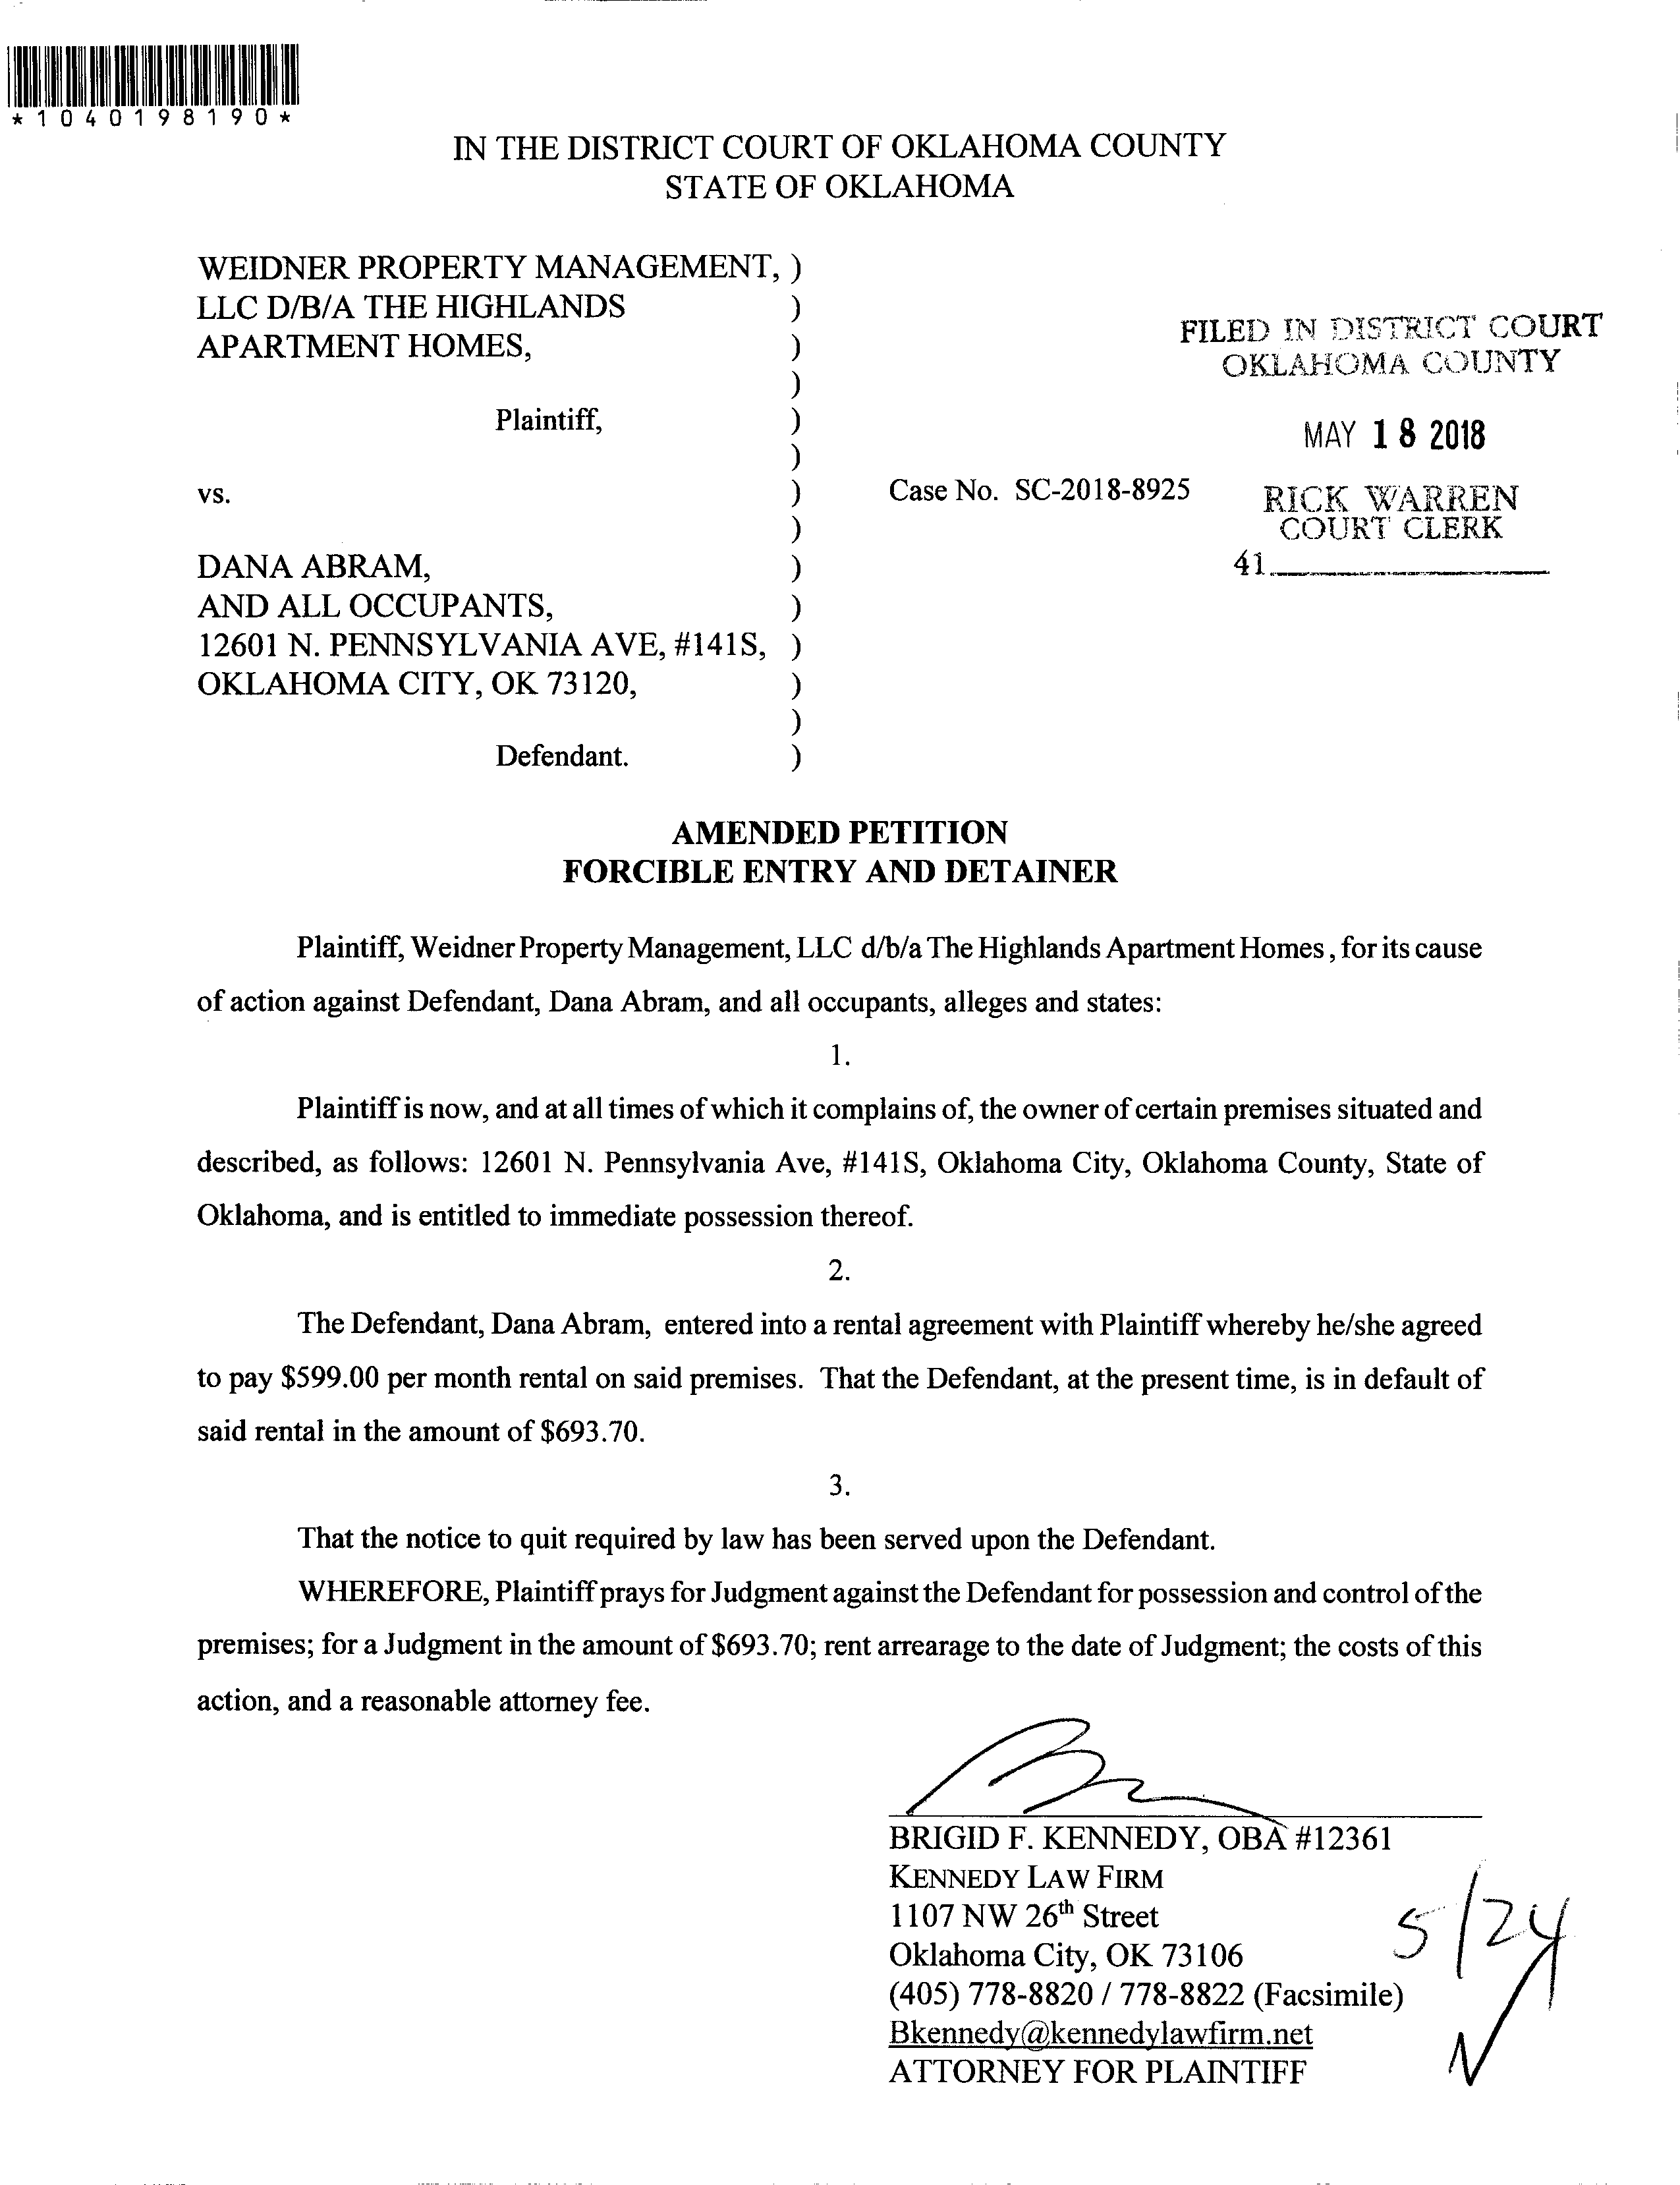 *1040198190*
IN THE DISTRICT COURT OF OKLAHOMA COUNTY
STATE OF OKLAHOMA
WEIDNER PROPERTY MANAGEMENT, )
LLC D/B/A THE HIGHLANDS )
APARTMENT HOMES, )
)
Plaintiff, )
)
vs. )
)
DANA ABRAM, )
AND ALL OCCUPANTS, )
12601 N. PENNSYLVANIA AVE, #141S, )
OKLAHOMA CITY, OK 73120, )
)
Defendant. )
Case No. SC-2018-8925
FILED IN DISTRICT COURT
OKLAHOMA COUNTY
MAY 18 2018
RICK WARREN
COURT CLERK
41
AMENDED PETITION
FORCIBLE ENTRY AND DETAINER
Plaintiff, Weidner Property Management, LLC d/b/a The Highlands Apartment Homes , for its cause
of action against Defendant, Dana Abram, and all occupants, alleges and states:
1.
Plaintiff is now, and at all times of which it complains of, the owner of certain premises situated and
described, as follows: 12601 N. Pennsylvania Ave, #141S, Oklahoma City, Oklahoma County, State of
Oklahoma, and is entitled to immediate possession thereof.
2.
The Defendant, Dana Abram, entered into a rental agreement with Plaintiff whereby he/she agreed
to pay $599.00 per month rental on said premises. That the Defendant, at the present time, is in default of
said rental in the amount of $693.70.
3.
That the notice to quit required by law has been served upon the Defendant.
WHEREFORE, Plaintiff prays for Judgment against the Defendant for possession and control of the
premises; for a Judgment in the amount of $693.70; rent arrearage to the date of Judgment; the costs of this
action, and a reasonable attorney fee.
BRIGID F. KENNEDY, OBA #12361
KENNEDY LAW FIRM
1107 NW 26th Street
Oklahoma City, OK 73106
(405) 778-8820 / 778-8822 (Facsimile)
Bkennedy@kennedylawfirm.net
ATTORNEY FOR PLAINTIFF
5/24